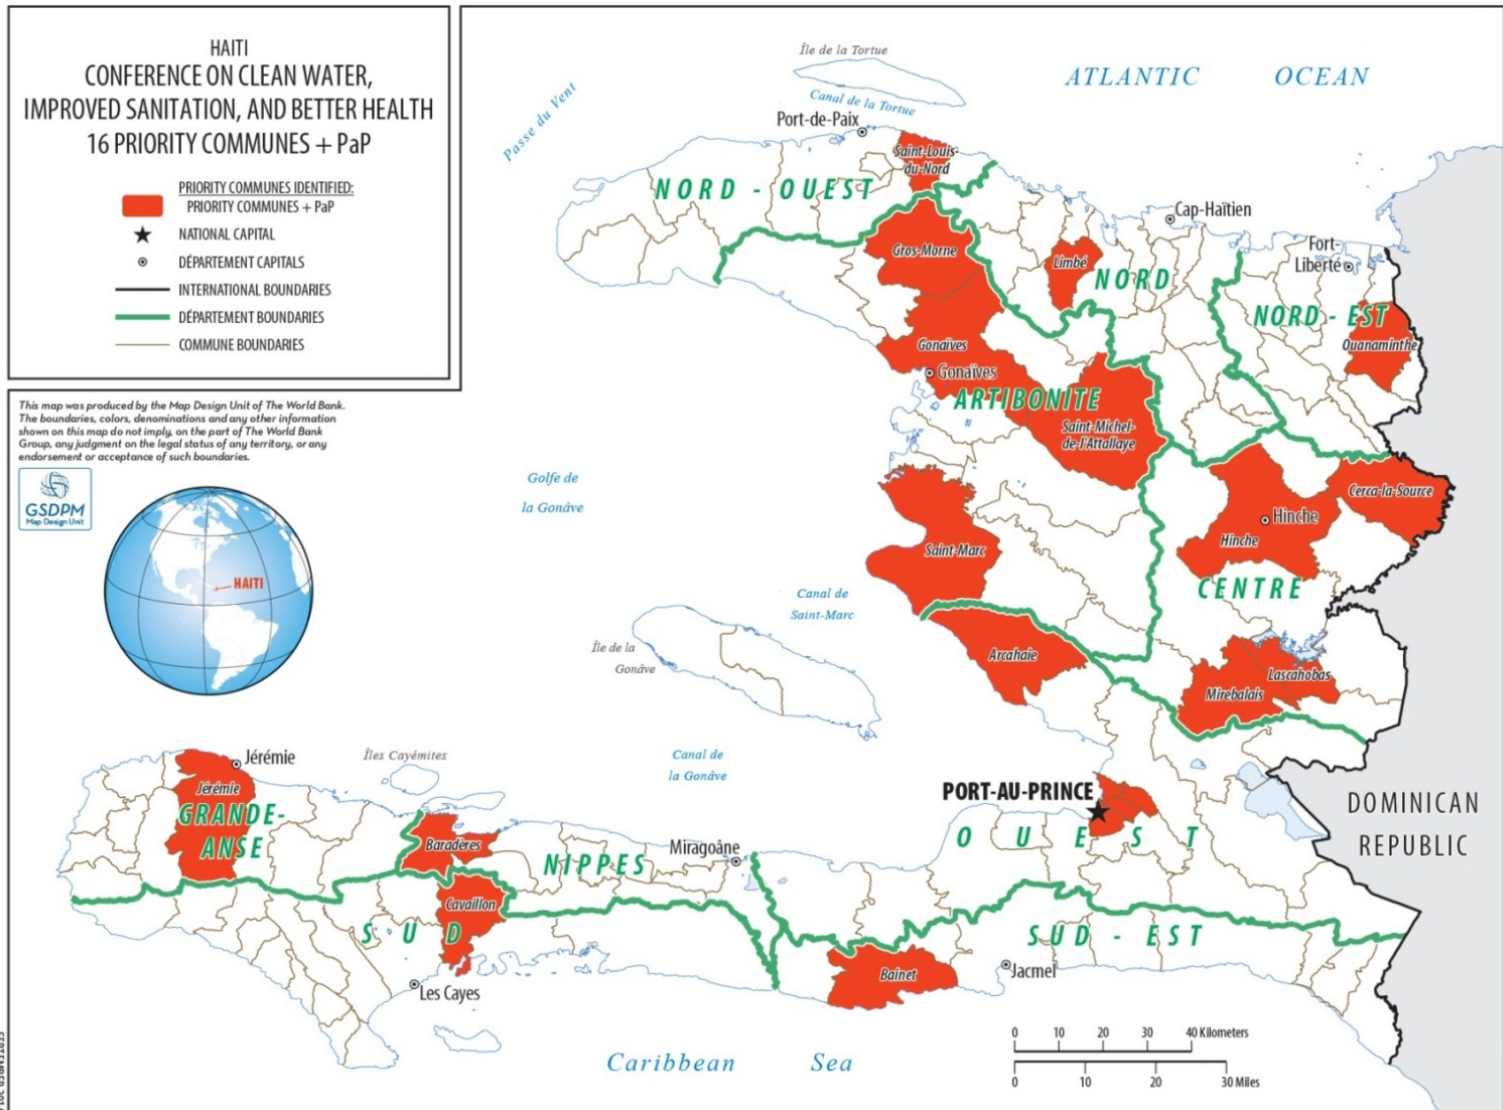 HAITI
CONFERENCE ON CLEAN WATER,
IMPROVED SANITATION, AND BETTER HEALTH
16 PRIORITY COMMUNES + PaP
PRIORITY COMMUNES IDENTIFIED:
PRIORITY COMMUNES + PaP
NATIONAL CAPITAL
DÉPARTEMENT CAPITALS
INTERNATIONAL BOUNDARIES
DÉPARTEMENT BOUNDARIES
COMMUNE BOUNDARIES
This map was produced by the Map Design Unit of The World Bank.
The boundaries, colors, denominations and any other information
shown on this map do not imply, on the part of The World Bank
Group, any judgment on the legal status of any territory, or any
endorsement or acceptance of such boundaries.
GSDPM
Map Design Unit
HAITI
Île de la Tortue
ATLANTIC OCEAN
Passe du Vent
Canal de la Tortue
Port-de-Paix
Saint-Louis-
du-Nord
NORD - OUEST
Cap-Haïtien
Gros-Morne
Limbé
NORD
Fort-
Liberté
NORD - EST
Ouanaminthe
Gonaïves
Gonaïves
ARTIBONITE
Saint-Michel-
de-l'Attallaye
Golfe de
la Gonâve
Cerca-la-Source
Hinche
Hinche
Saint-Marc
CENTRE
Canal de
Saint-Marc
Île de la
Gonâve
Arcahaie
Lascahobas
Mirebalais
Jérémie
Îles Cayémites
Canal de
la Gonâve
Jérémie
GRANDE-
ANSE
PORT-AU-PRINCE
DOMINICAN
REPUBLIC
OUEST
Baradères
NIPPES
Miragoâne
Cavaillon
SUD
SUD - EST
Bainet
Jacmel
Les Cayes
Caribbean Sea
0 10 20 30 40 Kilometers
0 10 20 30 Miles